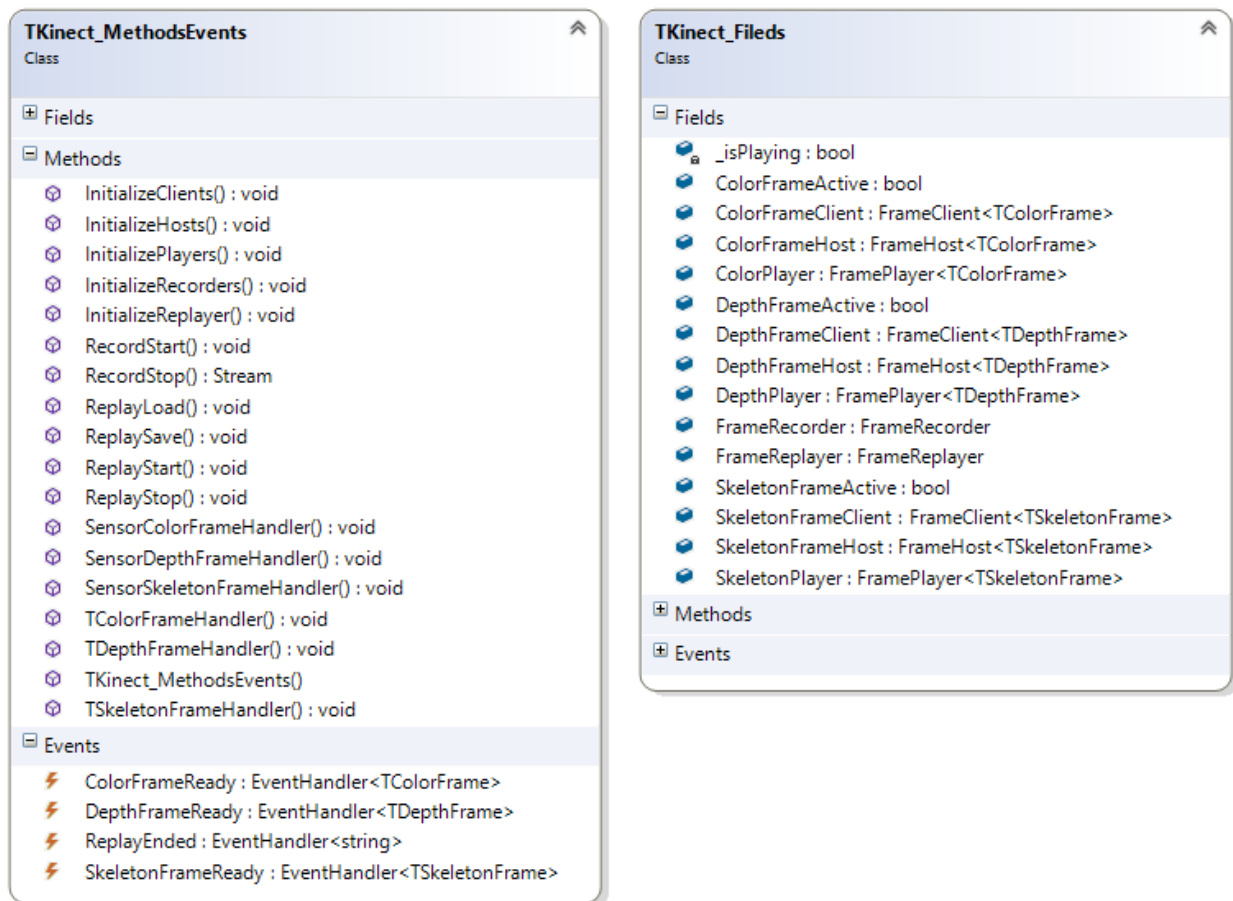 TKinect_MethodsEvents
Class
Fields
Methods
InitializeClients() : void
InitializeHosts() : void
InitializePlayers() : void
InitializeRecorders() : void
InitializeReplayer() : void
RecordStart() : void
RecordStop() : Stream
ReplayLoad() : void
ReplaySave() : void
ReplayStart() : void
ReplayStop() : void
SensorColorFrameHandler() : void
SensorDepthFrameHandler() : void
SensorSkeletonFrameHandler() : void
TColorFrameHandler() : void
TDepthFrameHandler() : void
TKinect_MethodsEvents()
TSkeletonFrameHandler() : void
Events
ColorFrameReady : EventHandler<TColorFrame>
DepthFrameReady : EventHandler<TDepthFrame>
ReplayEnded : EventHandler<string>
SkeletonFrameReady : EventHandler<TSkeletonFrame>
TKinect_Fileds
Class
Fields
_isPlaying : bool
ColorFrameActive : bool
ColorFrameClient : FrameClient<TColorFrame>
ColorFrameHost : FrameHost<TColorFrame>
ColorPlayer : FramePlayer<TColorFrame>
DepthFrameActive : bool
DepthFrameClient : FrameClient<TDepthFrame>
DepthFrameHost : FrameHost<TDepthFrame>
DepthPlayer : FramePlayer<TDepthFrame>
FrameRecorder : FrameRecorder
FrameReplayer : FrameReplayer
SkeletonFrameActive : bool
SkeletonFrameClient : FrameClient<TSkeletonFrame>
SkeletonFrameHost : FrameHost<TSkeletonFrame>
SkeletonPlayer : FramePlayer<TSkeletonFrame>
Methods
Events